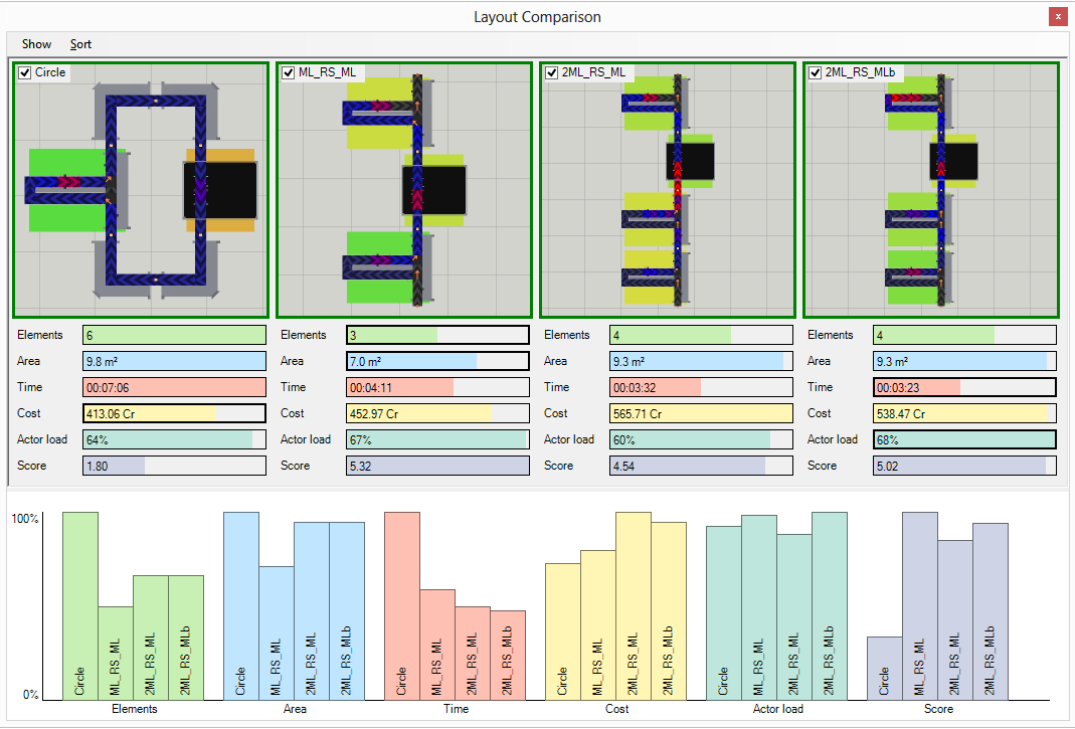 Layout Comparison
x
Show Sort
Circle ML_RS_ML 2ML_RS_ML 2ML_RS_MLb
Elements 6 Elements 3 Elements 4 Elements 4
Area 9.8 m² Area 7.0 m² Area 9.3 m² Area 9.3 m²
Time 00:07:06 Time 00:04:11 Time 00:03:32 Time 00:03:23
Cost 413.06 Cr Cost 452.97 Cr Cost 565.71 Cr Cost 538.47 Cr
Actor load 64% Actor load 67% Actor load 60% Actor load 68%
Score 1.80 Score 5.32 Score 4.54 Score 5.02
100%
0%
Circle ML_RS_ML 2ML_RS_ML 2ML_RS_MLb Circle ML_RS_ML 2ML_RS_ML 2ML_RS_MLb Circle ML_RS_ML 2ML_RS_ML 2ML_RS_MLb Circle ML_RS_ML 2ML_RS_ML 2ML_RS_MLb Circle ML_RS_ML 2ML_RS_ML 2ML_RS_MLb Circle ML_RS_ML 2ML_RS_ML 2ML_RS_MLb
Elements Area Time Cost Actor load Score